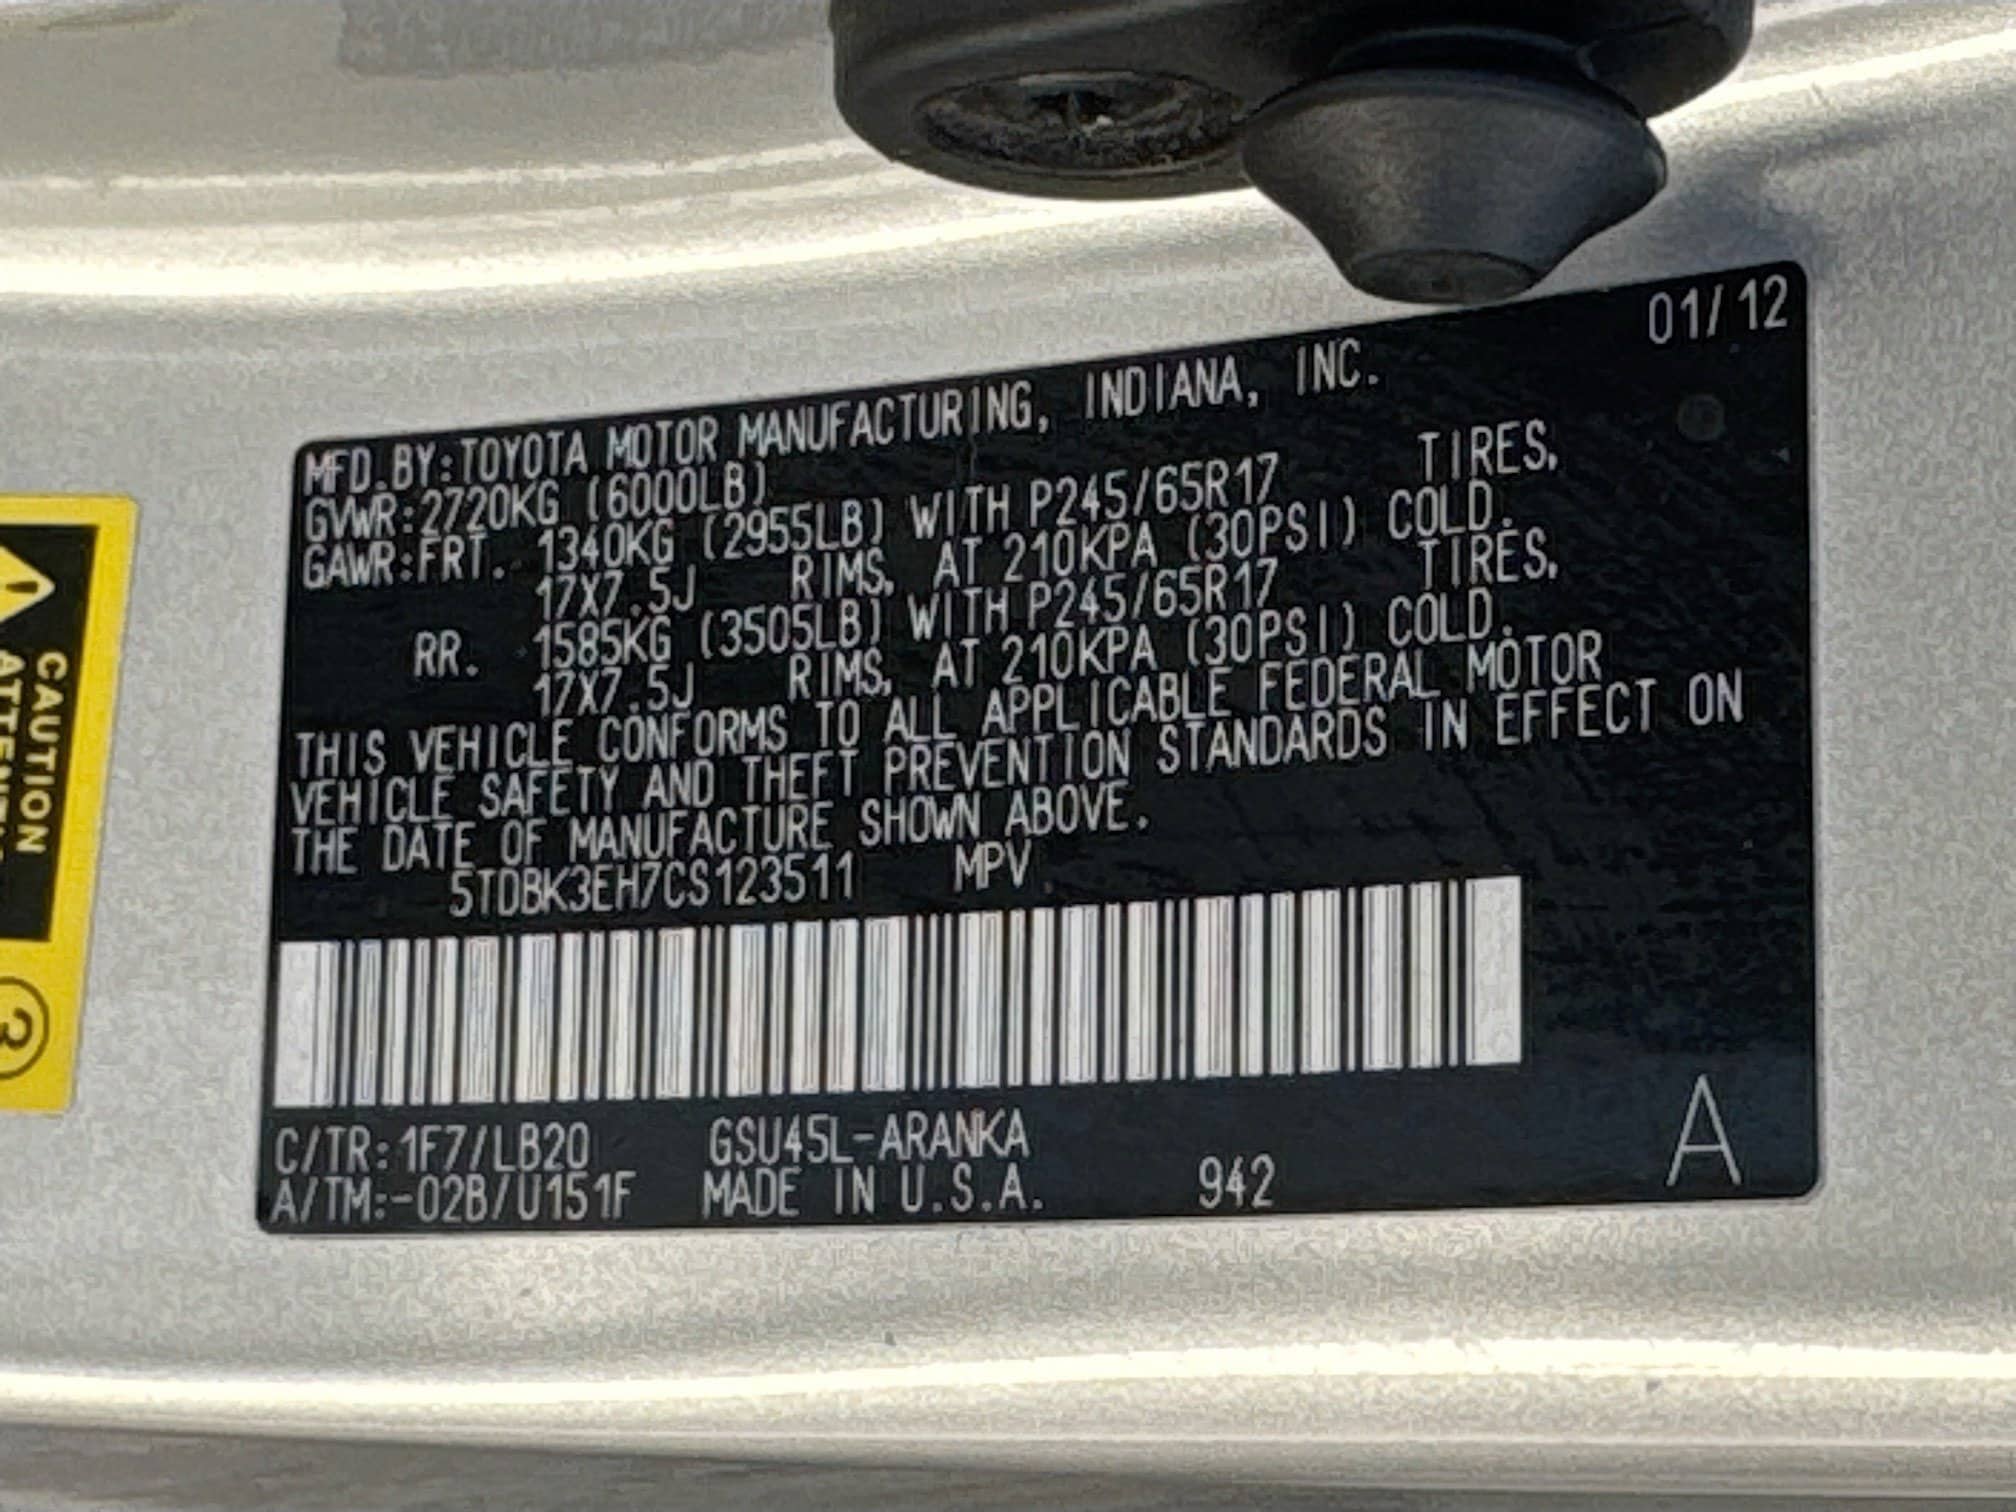 01/12
MFD.BY:TOYOTA MOTOR MANUFACTURING, INDIANA, INC.
GVWR:2720KG (6000LB)
GAWR:FRT. 1340KG (2955LB) WITH P245/65R17 TIRES,
17X7.5J RIMS, AT 210KPA (30PSI) COLD.
RR. 1585KG (3505LB) WITH P245/65R17 TIRES,
17X7.5J RIMS, AT 210KPA (30PSI) COLD.
THIS VEHICLE CONFORMS TO ALL APPLICABLE FEDERAL MOTOR
VEHICLE SAFETY AND THEFT PREVENTION STANDARDS IN EFFECT ON
THE DATE OF MANUFACTURE SHOWN ABOVE.
5TDBK3EH7CS123511 MPV
C/TR:1F7/LB20 GSU45L-ARANKA
A/TM:-02B/U151F MADE IN U.S.A. 942 A
CAUTION
3